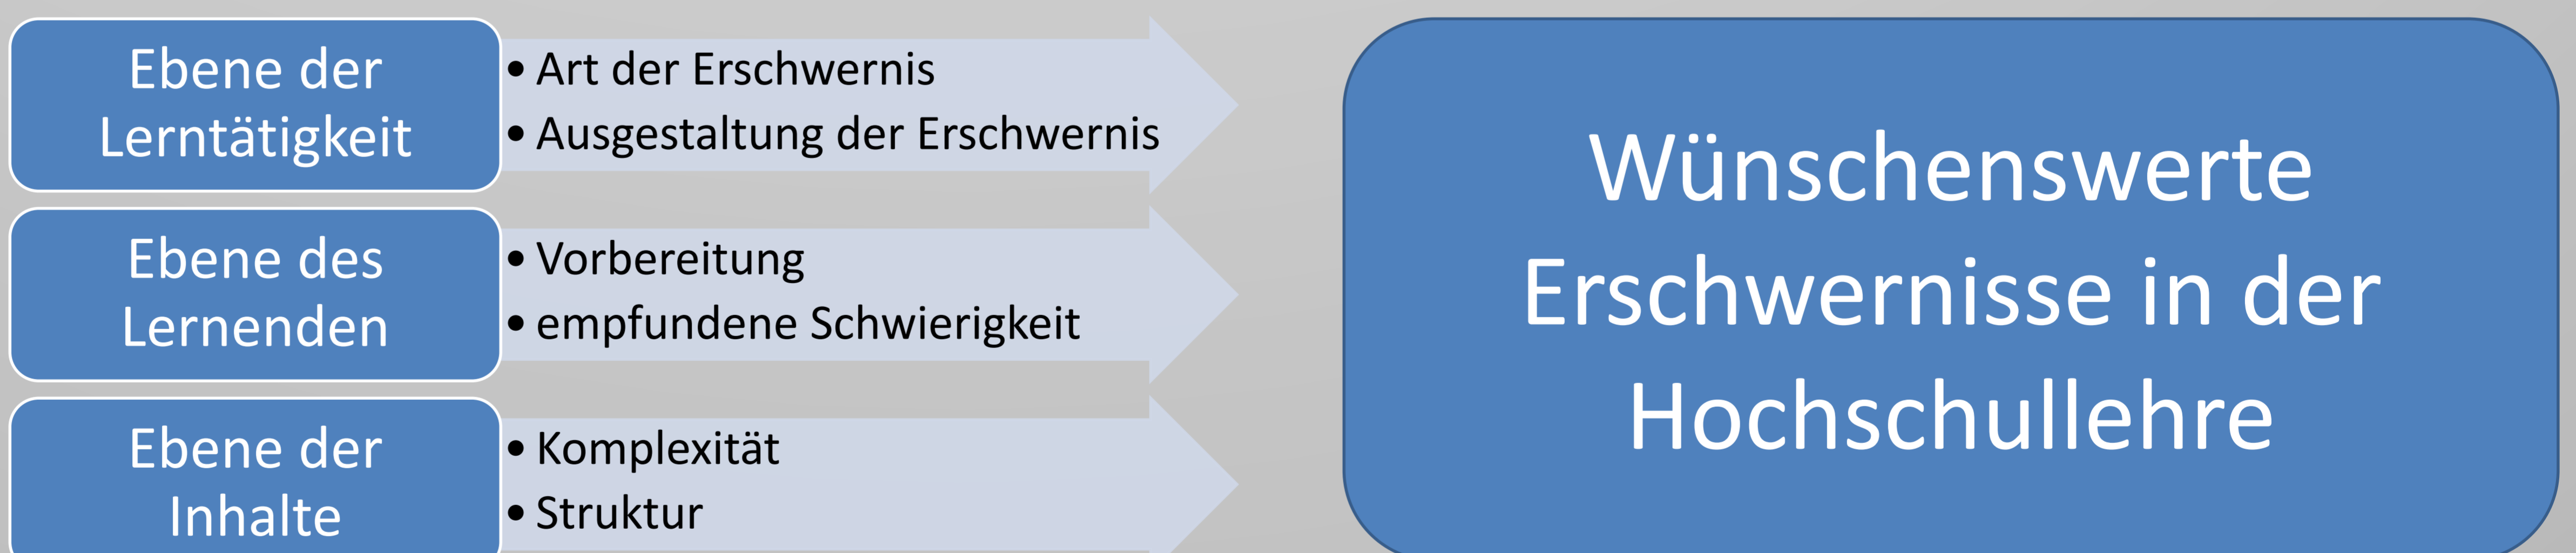 Ebene der
Lerntätigkeit
• Art der Erschwernis
• Ausgestaltung der Erschwernis
Ebene des
Lernenden
• Vorbereitung
• empfundene Schwierigkeit
Ebene der
Inhalte
• Komplexität
• Struktur
Wünschenswerte
Erschwernisse in der
Hochschullehre